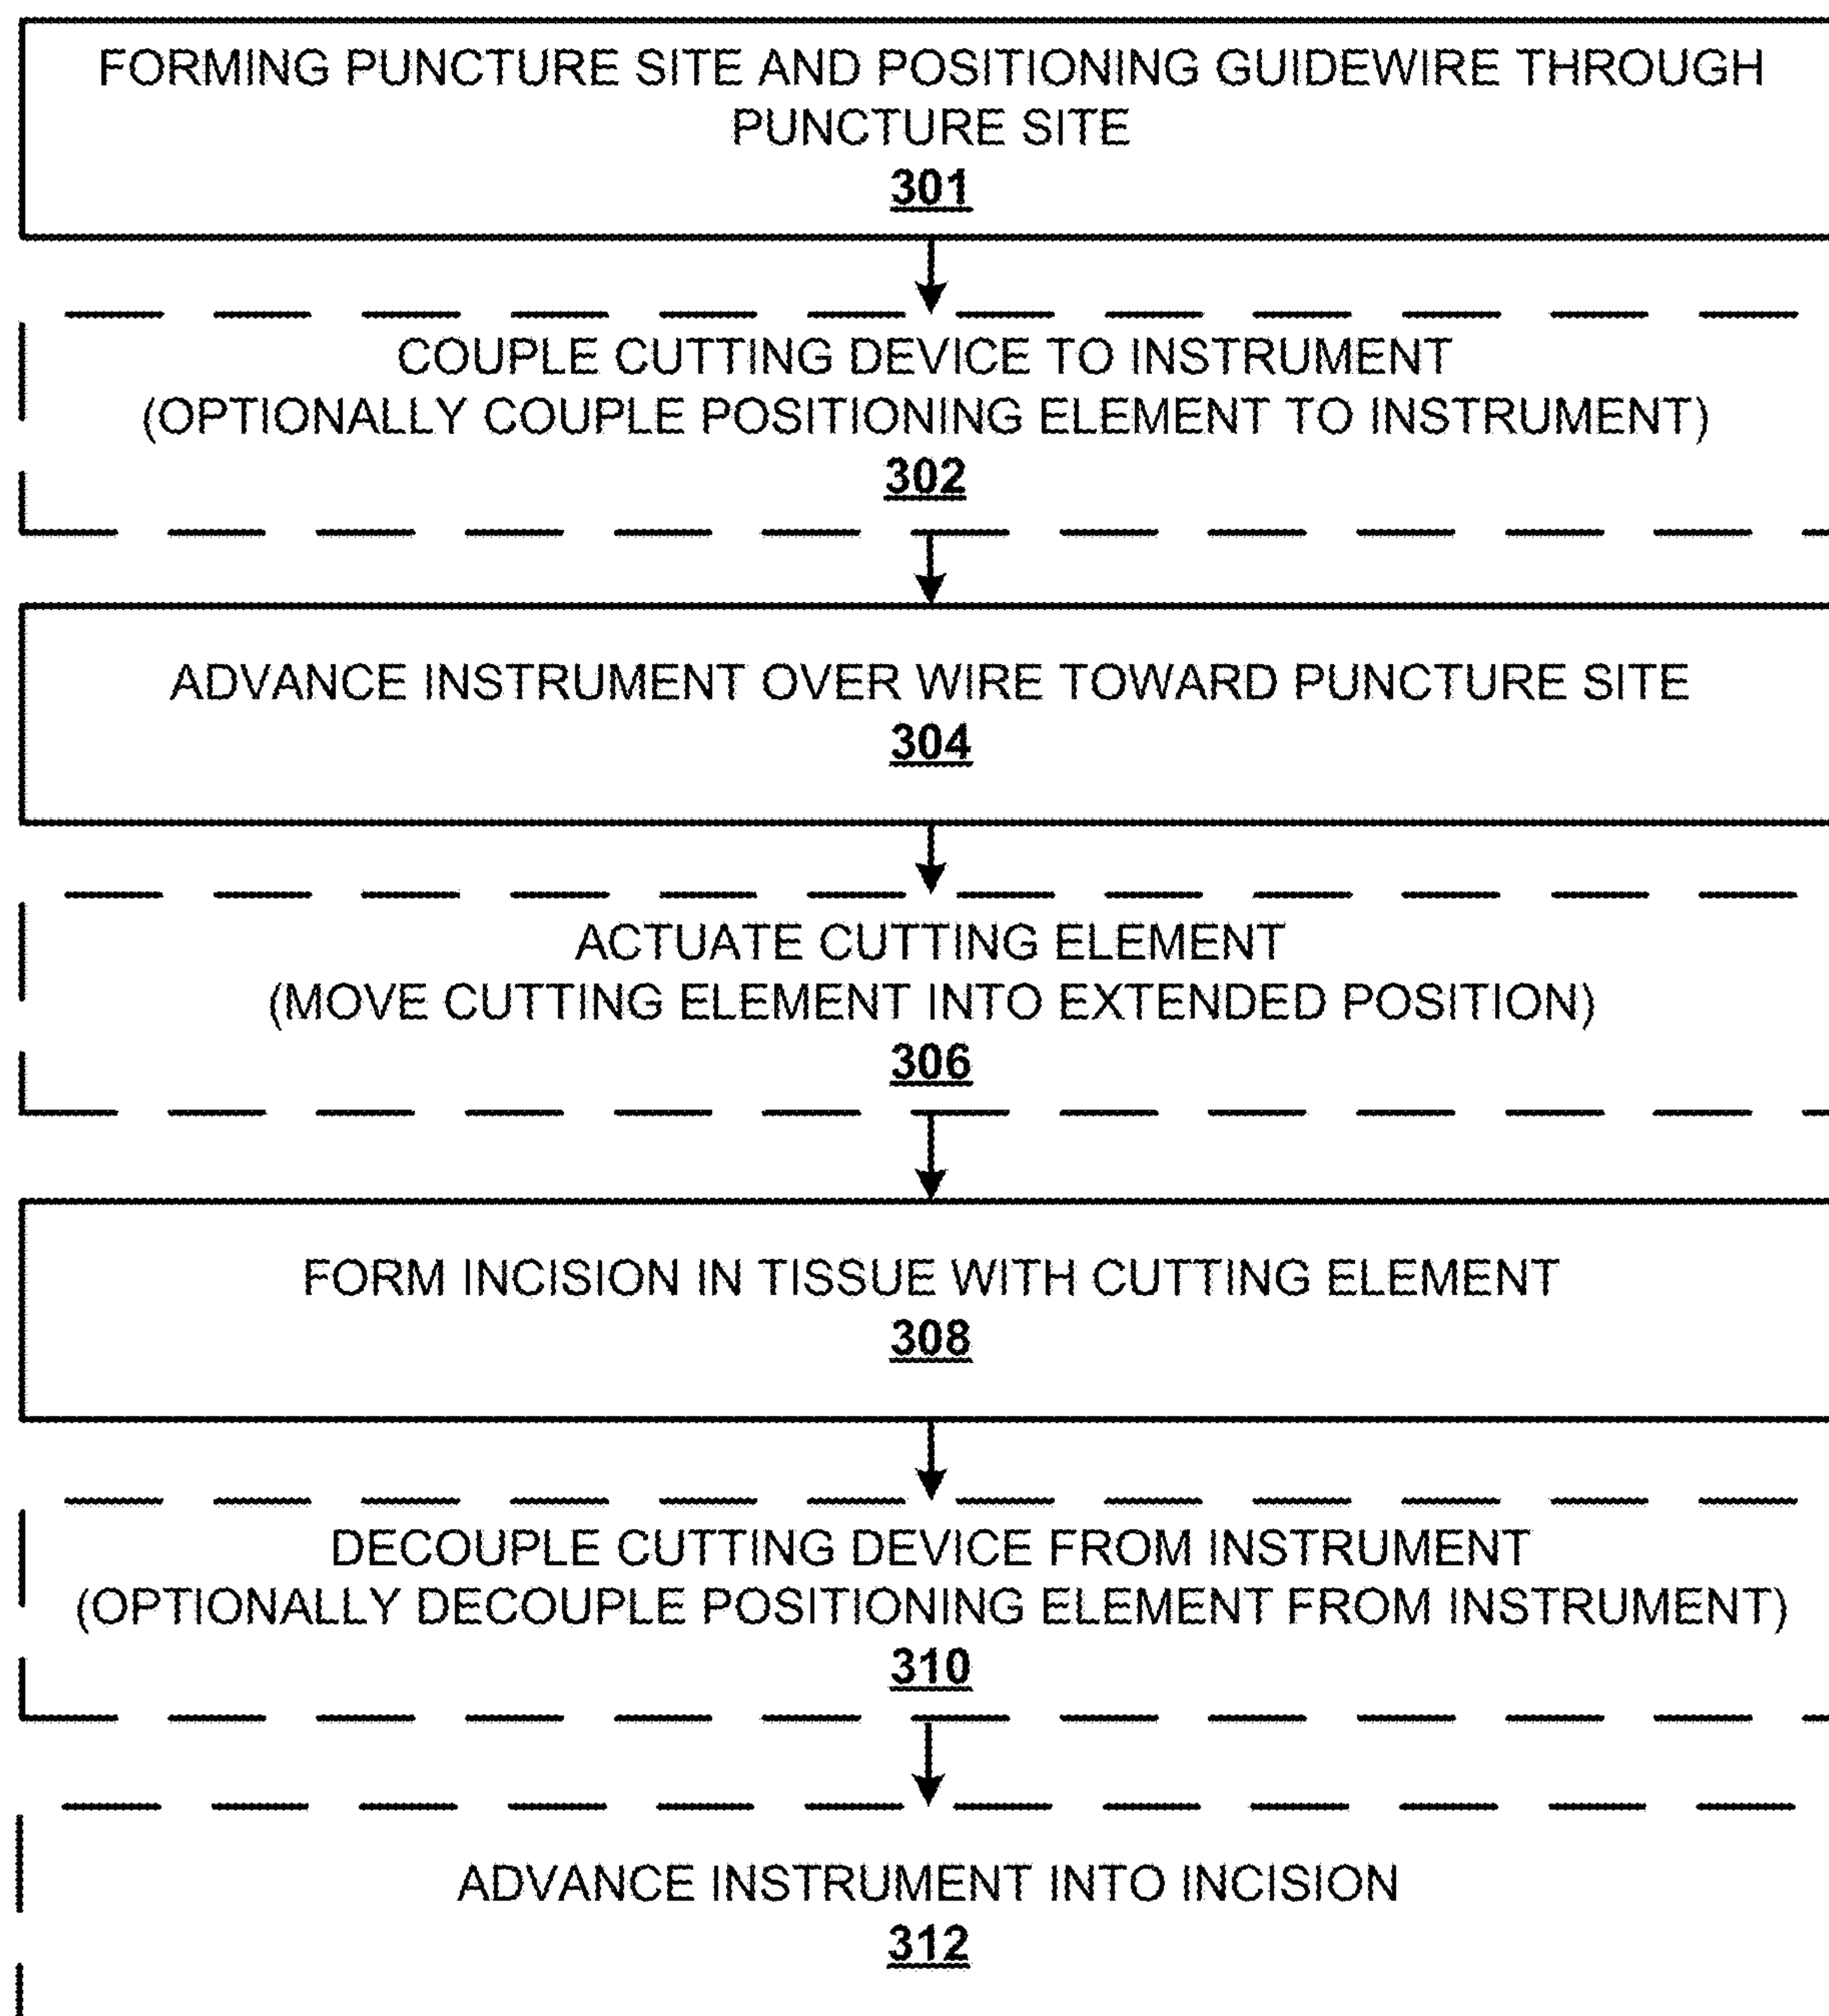 FORMING PUNCTURE SITE AND POSITIONING GUIDEWIRE THROUGH
PUNCTURE SITE
301
COUPLE CUTTING DEVICE TO INSTRUMENT
(OPTIONALLY COUPLE POSITIONING ELEMENT TO INSTRUMENT)
302
ADVANCE INSTRUMENT OVER WIRE TOWARD PUNCTURE SITE
304
ACTUATE CUTTING ELEMENT
(MOVE CUTTING ELEMENT INTO EXTENDED POSITION)
306
FORM INCISION IN TISSUE WITH CUTTING ELEMENT
308
DECOUPLE CUTTING DEVICE FROM INSTRUMENT
(OPTIONALLY DECOUPLE POSITIONING ELEMENT FROM INSTRUMENT)
310
ADVANCE INSTRUMENT INTO INCISION
312